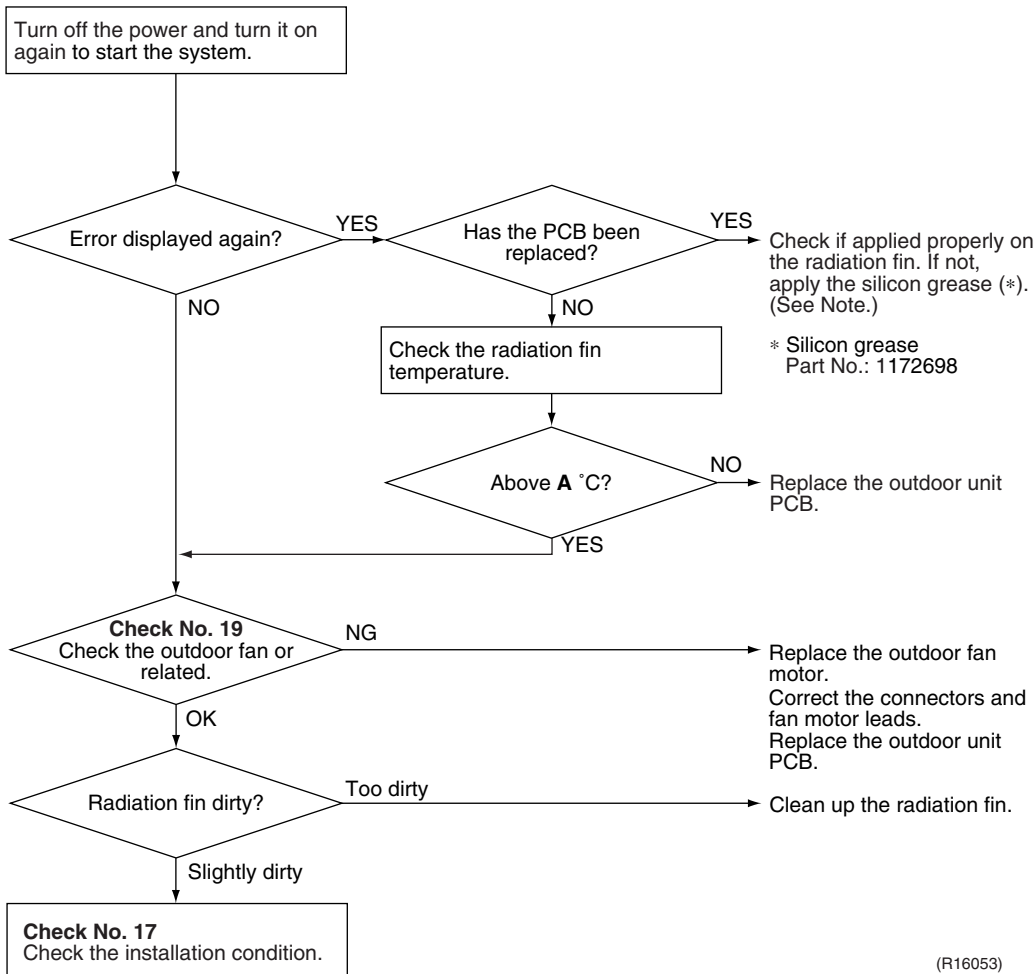 Turn off the power and turn it on
again to start the system.
Error displayed again?
YES
Has the PCB been
replaced?
YES
Check if applied properly on
the radiation fin. If not,
apply the silicon grease (*).
(See Note.)
* Silicon grease
Part No.: 1172698
NO
NO
Check the radiation fin
temperature.
Above A °C?
NO
Replace the outdoor unit
PCB.
YES
Check No. 19
Check the outdoor fan or
related.
NG
Replace the outdoor fan
motor.
Correct the connectors and
fan motor leads.
Replace the outdoor unit
PCB.
OK
Radiation fin dirty?
Too dirty
Clean up the radiation fin.
Slightly dirty
Check No. 17
Check the installation condition.
(R16053)